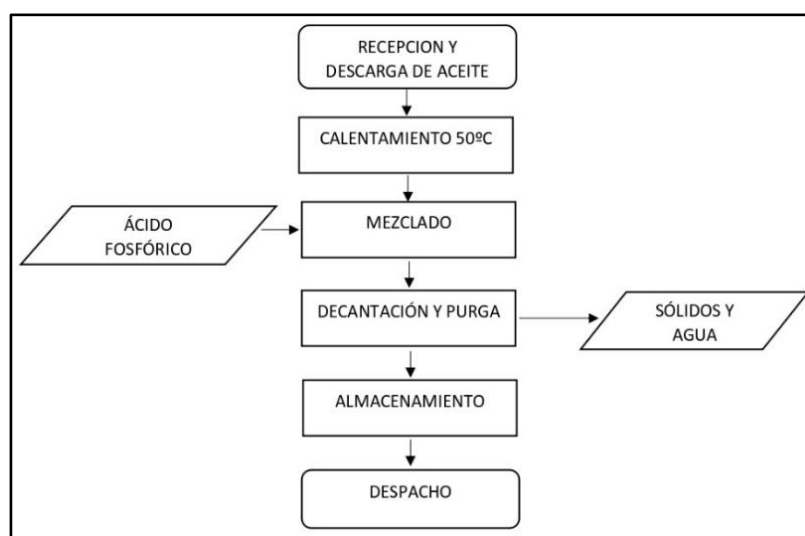 RECEPCION Y
DESCARGA DE ACEITE
CALENTAMIENTO 50ºC
ÁCIDO
FOSFÓRICO
MEZCLADO
DECANTACIÓN Y PURGA
SÓLIDOS Y
AGUA
ALMACENAMIENTO
DESPACHO